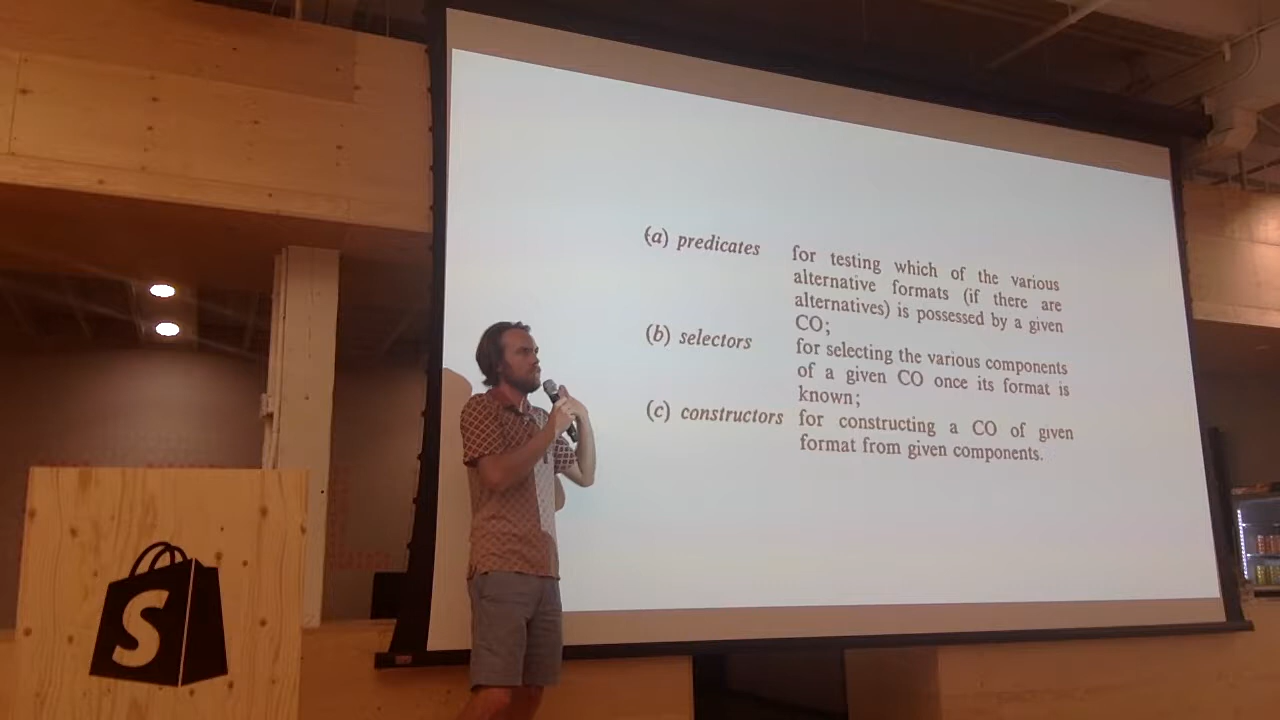 (a) predicates for testing which of the various
alternative formats (if there are
alternatives) is possessed by a given
CO;
(b) selectors for selecting the various components
of a given CO once its format is
known;
(c) constructors for constructing a CO of given
format from given components.
S